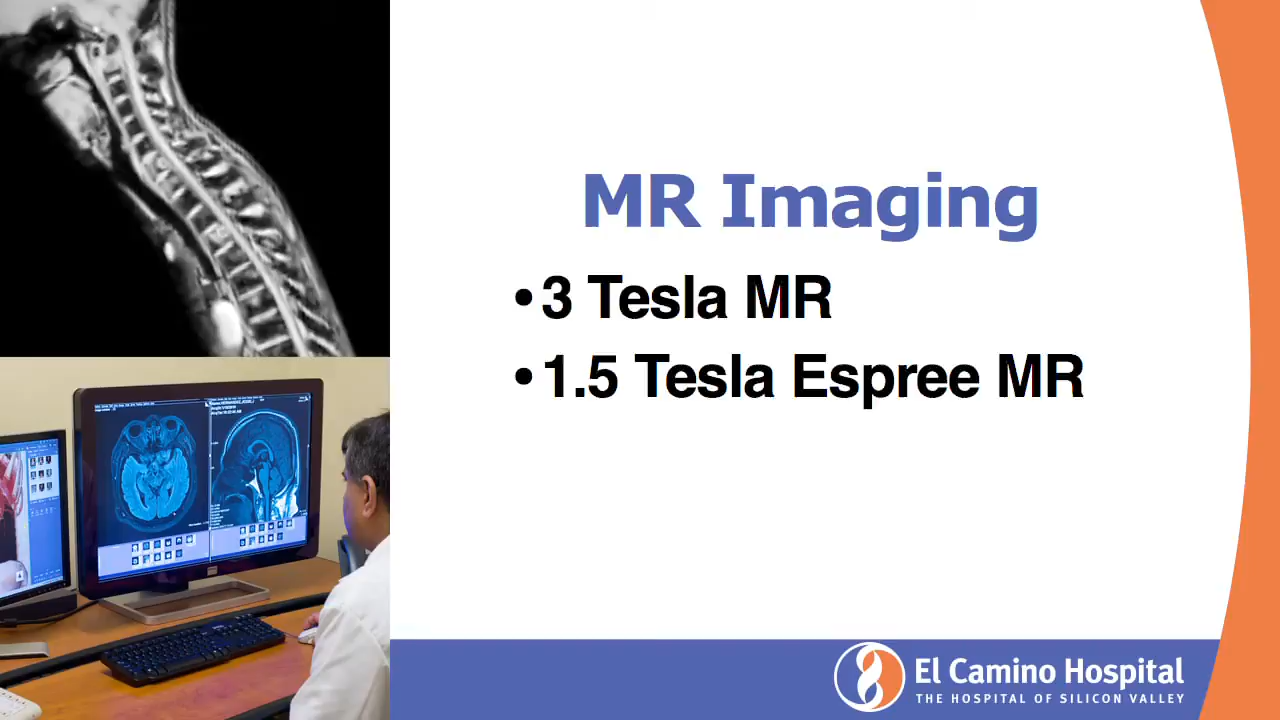 MR Imaging
•3 Tesla MR
•1.5 Tesla Espree MR
El Camino Hospital
THE HOSPITAL OF SILICON VALLEY